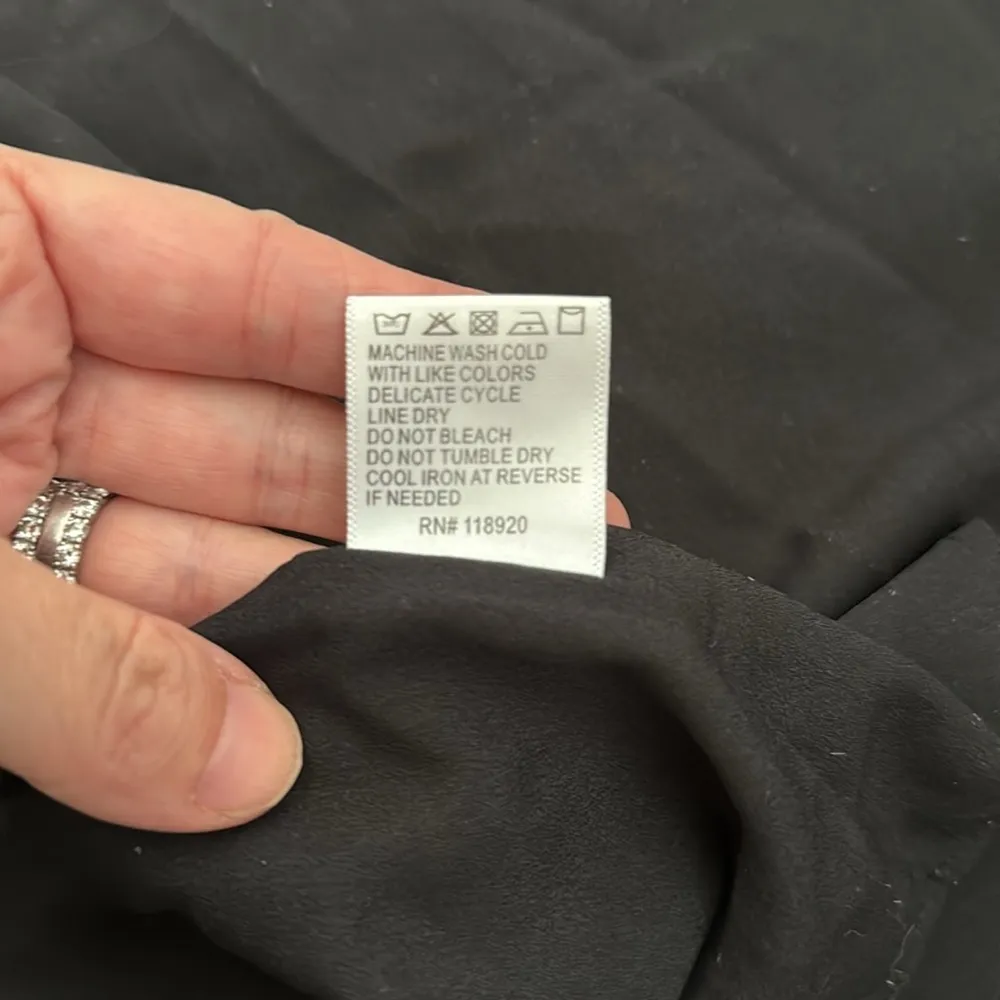 MACHINE WASH COLD
WITH LIKE COLORS
DELICATE CYCLE
LINE DRY
DO NOT BLEACH
DO NOT TUMBLE DRY
COOL IRON AT REVERSE
IF NEEDED
RN# 118920